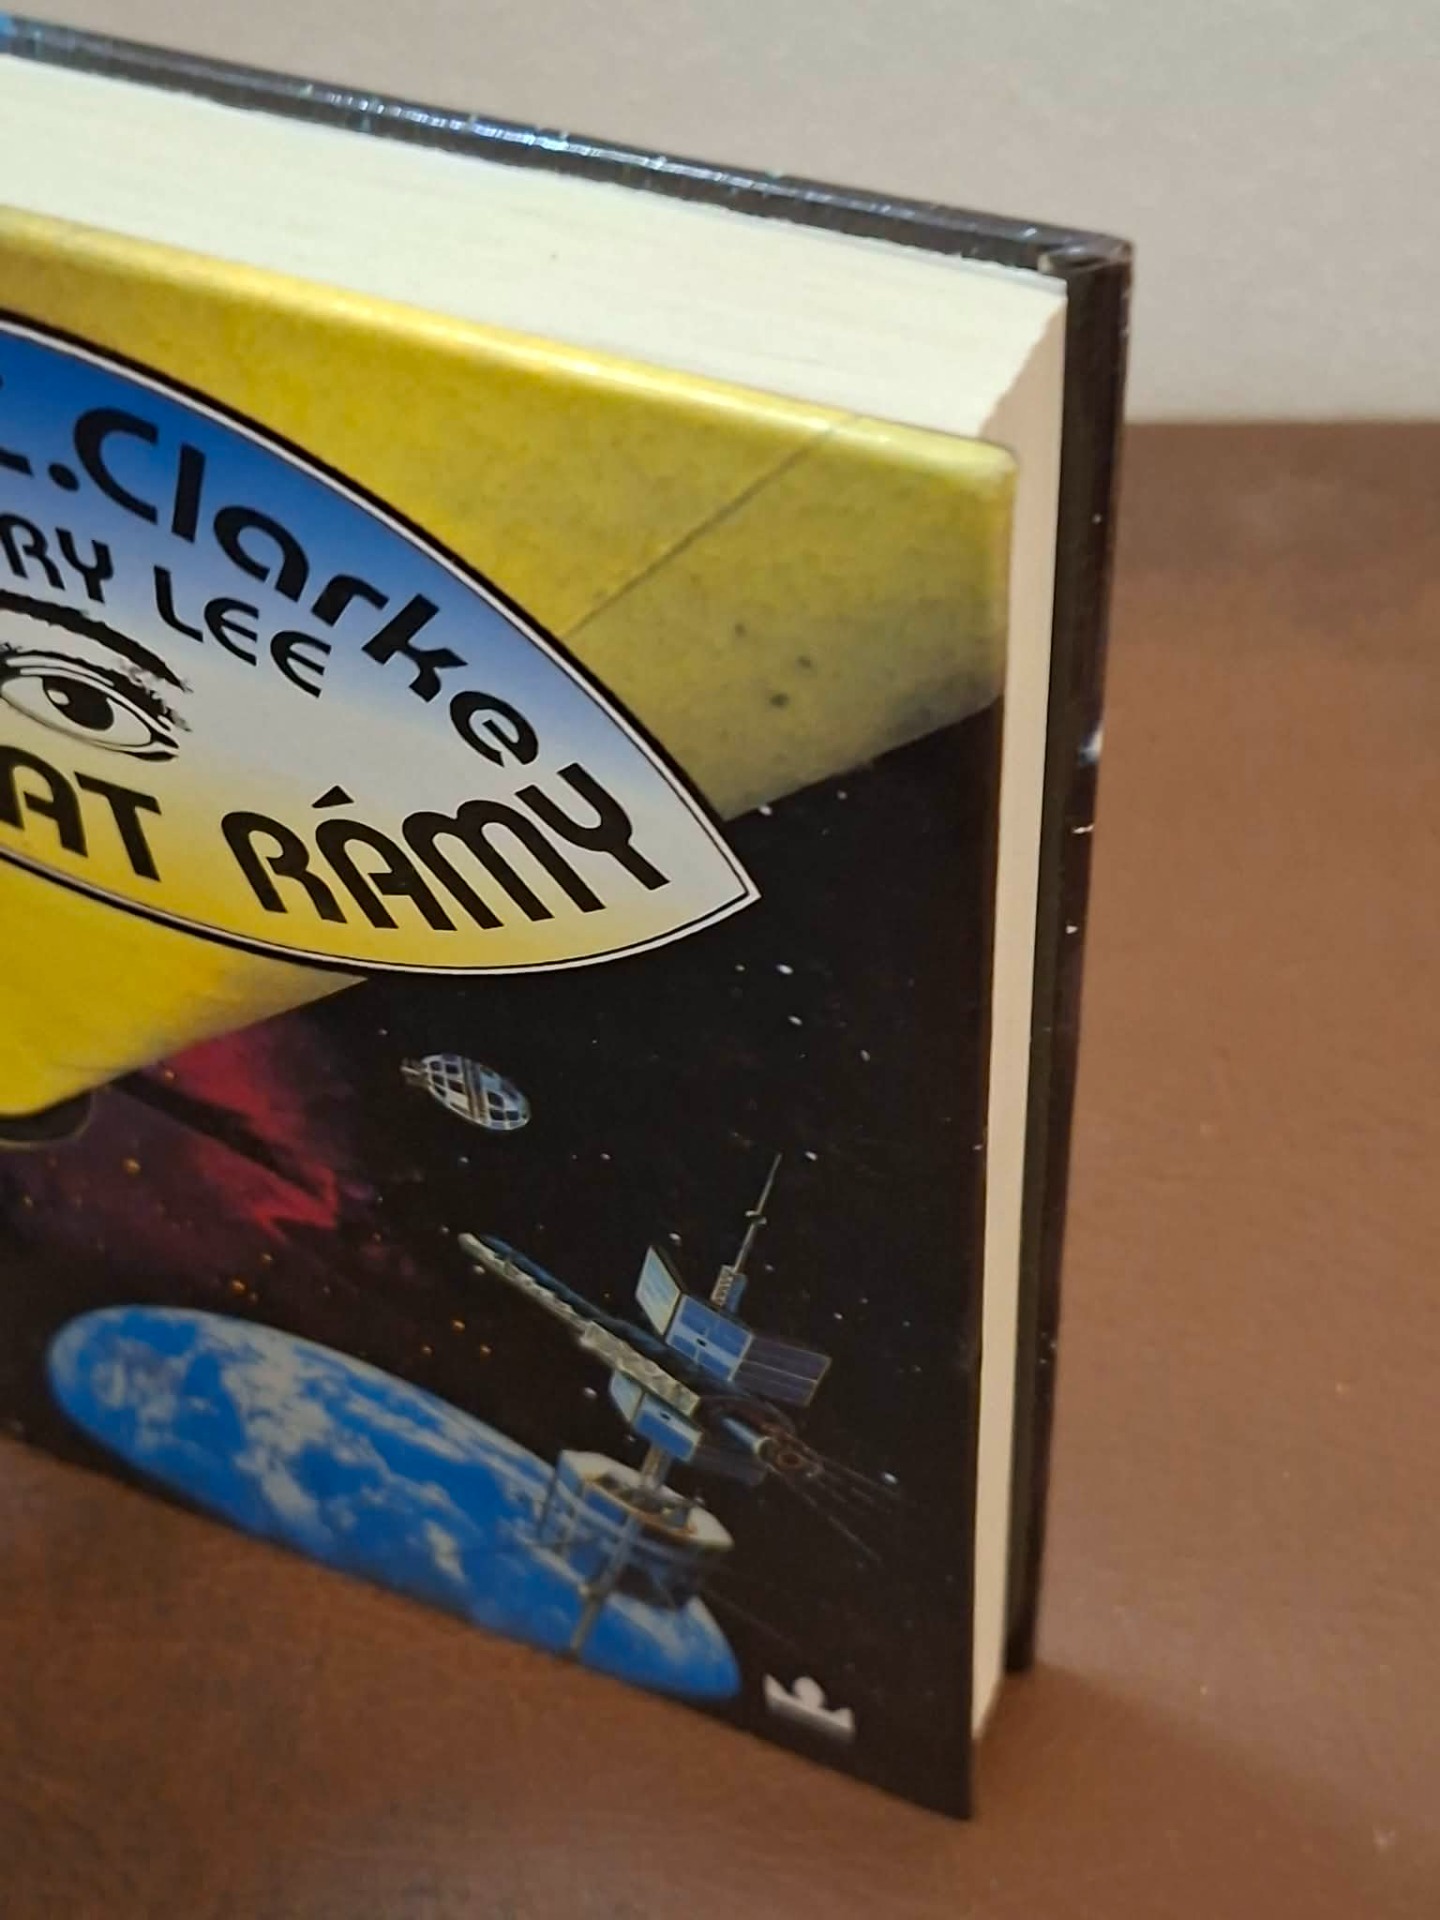 .Clarke
RY LEE
AT RÁMY